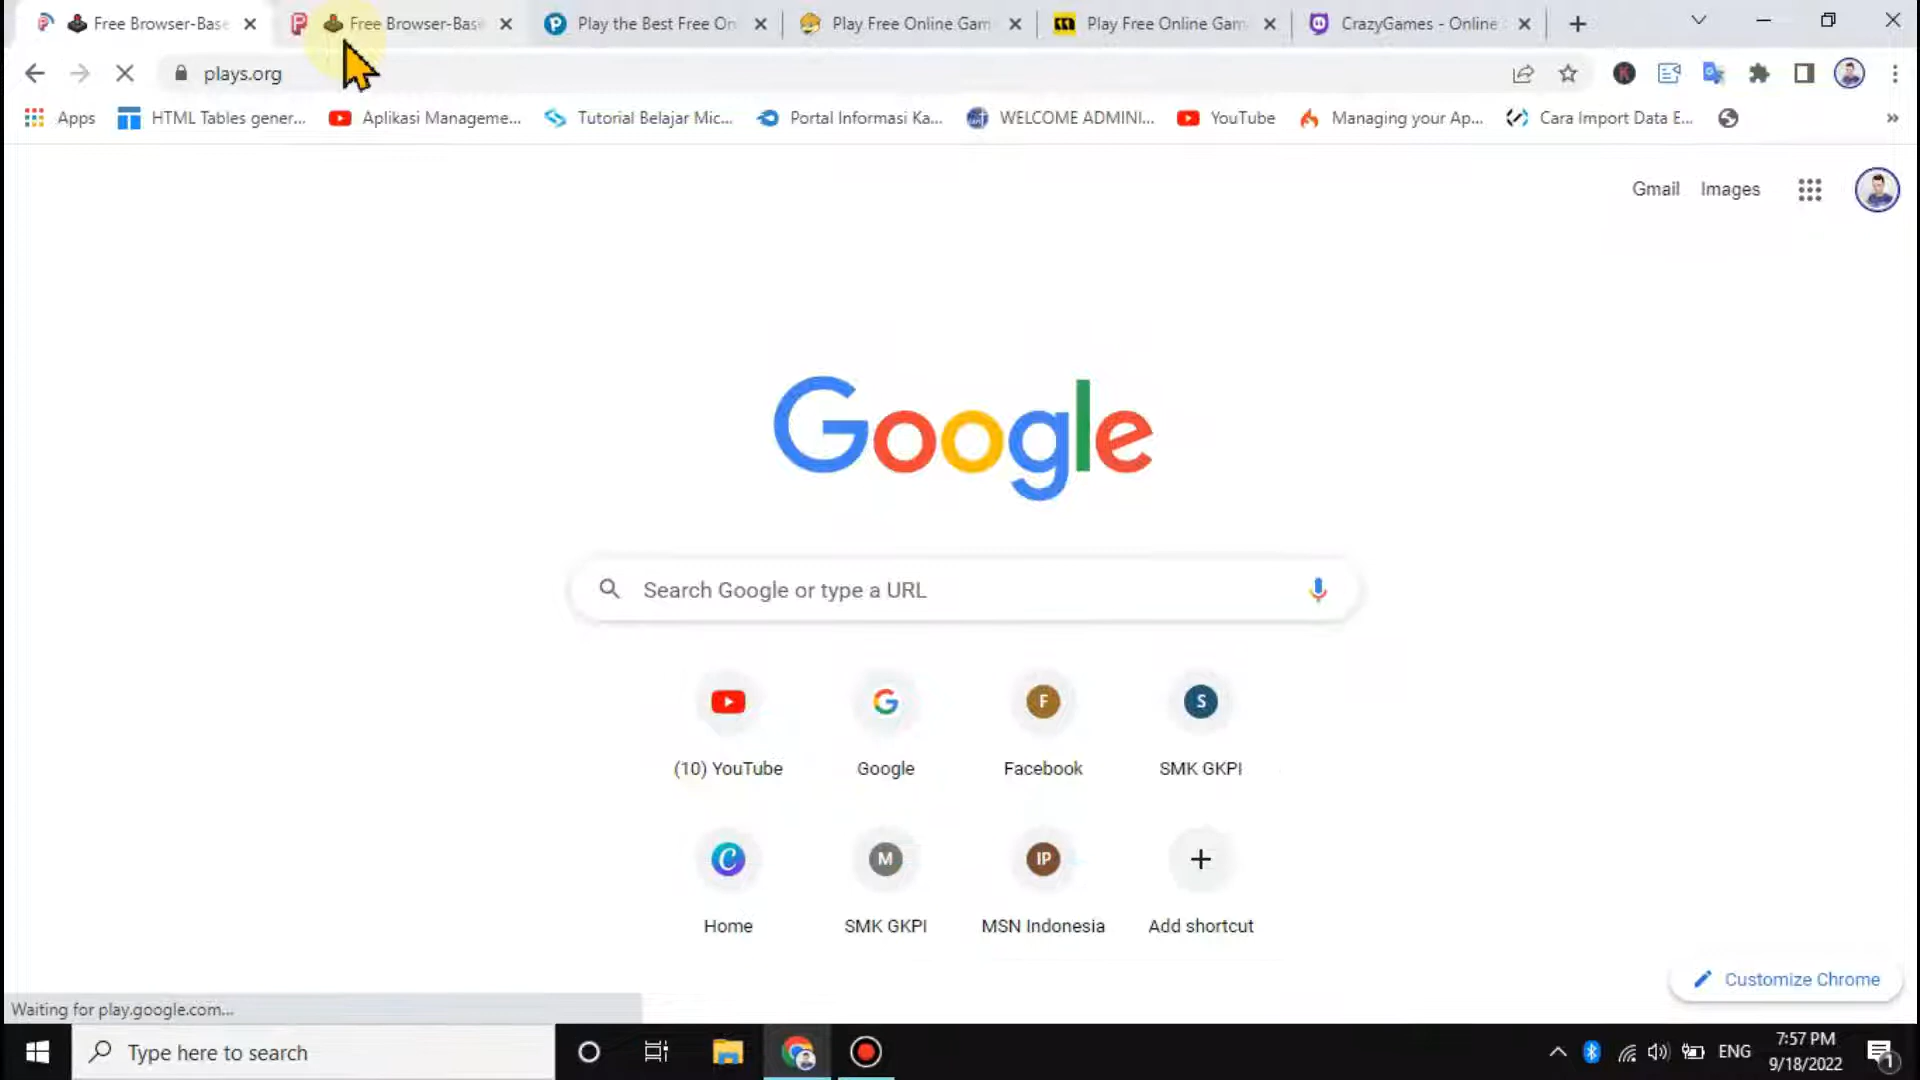 Free Browser-Base
Free Browser-Base
Play the Best Free On
Play Free Online Gam
Play Free Online Gam
CrazyGames - Online
plays.org
Apps
HTML Tables gener...
Aplikasi Manageme...
Tutorial Belajar Mic...
Portal Informasi Ka...
WELCOME ADMINI...
YouTube
Managing your Ap...
Cara Import Data E...
»
Gmail
Images
Google
Search Google or type a URL
F
S
(10) YouTube
Google
Facebook
SMK GKPI
M
IP
Home
SMK GKPI
MSN Indonesia
Add shortcut
Customize Chrome
Waiting for play.google.com...
Type here to search
ENG
7:57 PM
9/18/2022
1